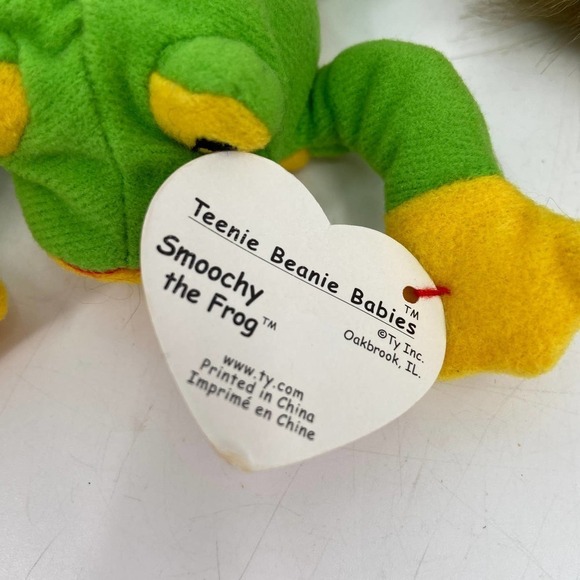 Teenie Beanie Babies™
Smoochy
the Frog™
©Ty Inc.
Oakbrook, IL.
www.ty.com
Printed in China
Imprimé en Chine